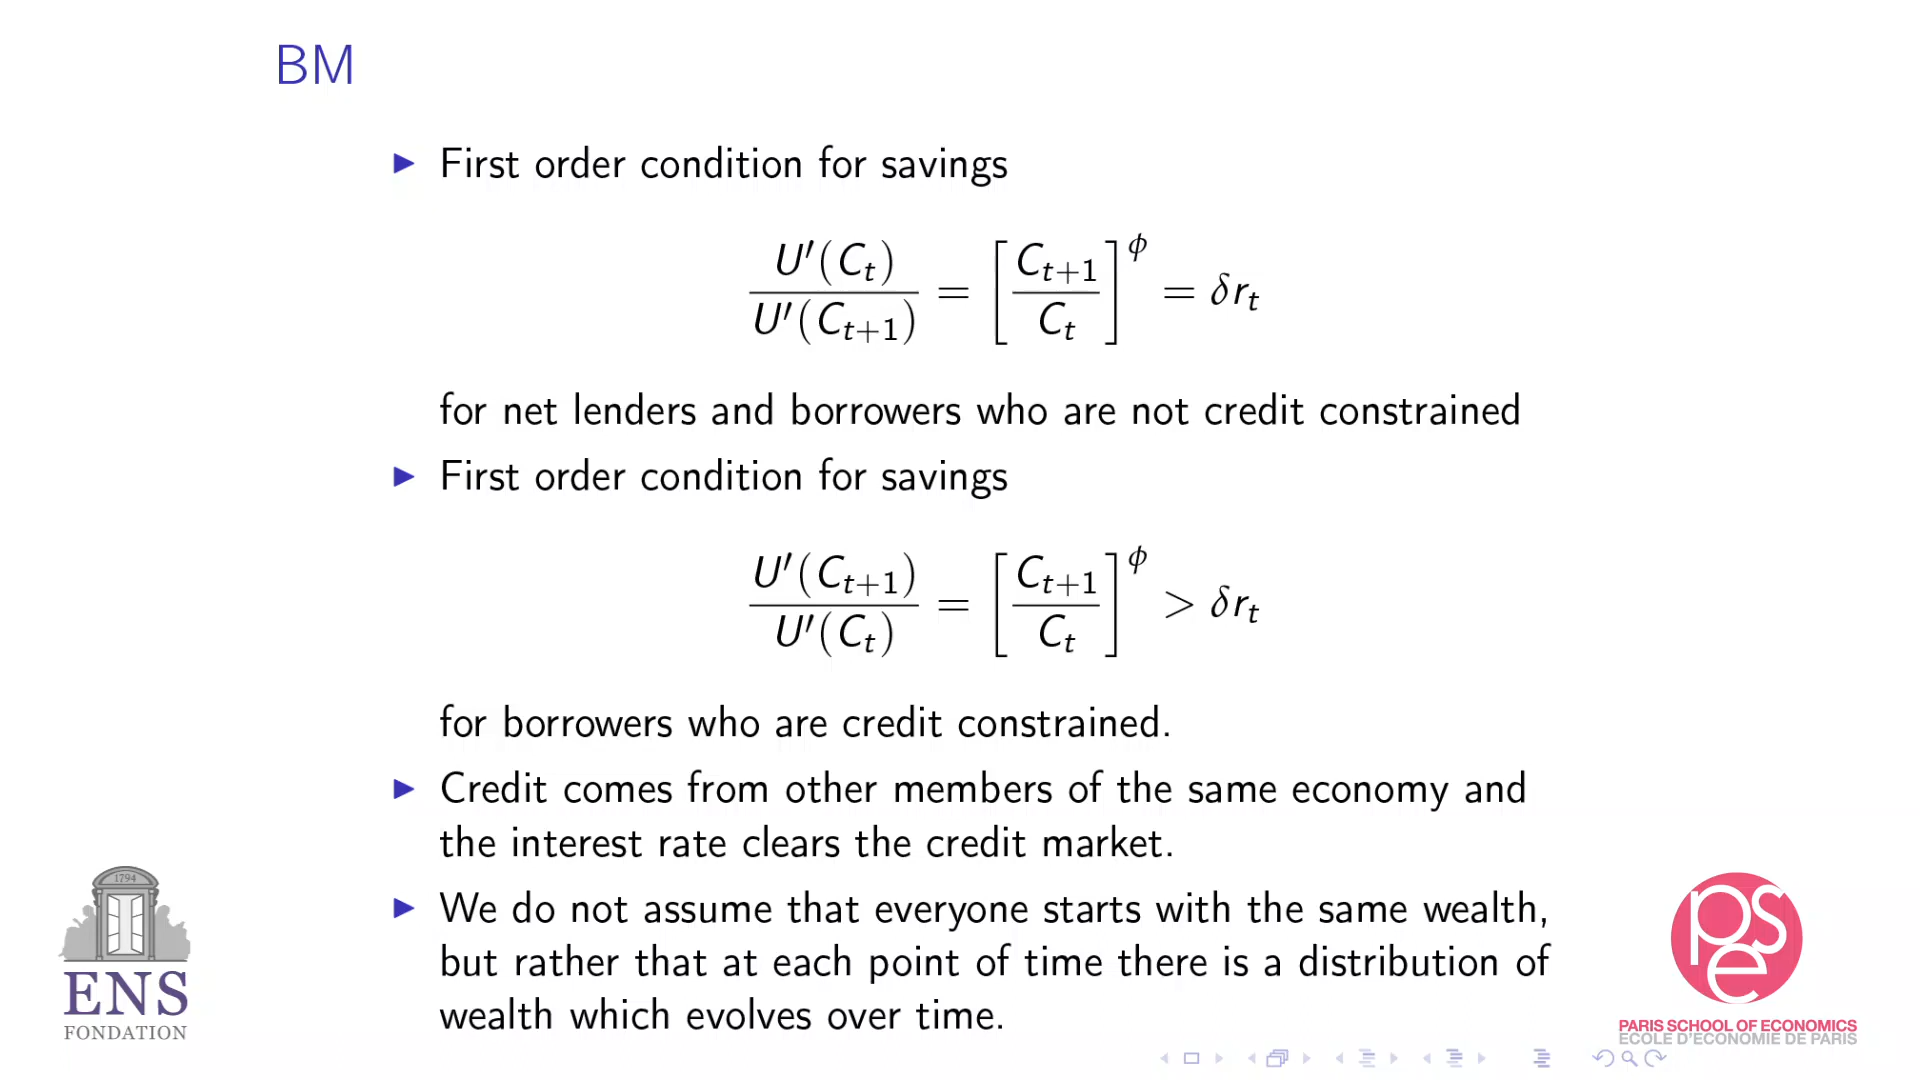 BM
▶ First order condition for savings
U′(C_t) / U′(C_{t+1}) = [C_{t+1} / C_t]^ϕ = δr_t
for net lenders and borrowers who are not credit constrained
▶ First order condition for savings
U′(C_{t+1}) / U′(C_t) = [C_{t+1} / C_t]^ϕ > δr_t
for borrowers who are credit constrained.
▶ Credit comes from other members of the same economy and
the interest rate clears the credit market.
▶ We do not assume that everyone starts with the same wealth,
but rather that at each point of time there is a distribution of
wealth which evolves over time.
1794
ENS
FONDATION
pse
PARIS SCHOOL OF ECONOMICS
ECOLE D'ECONOMIE DE PARIS